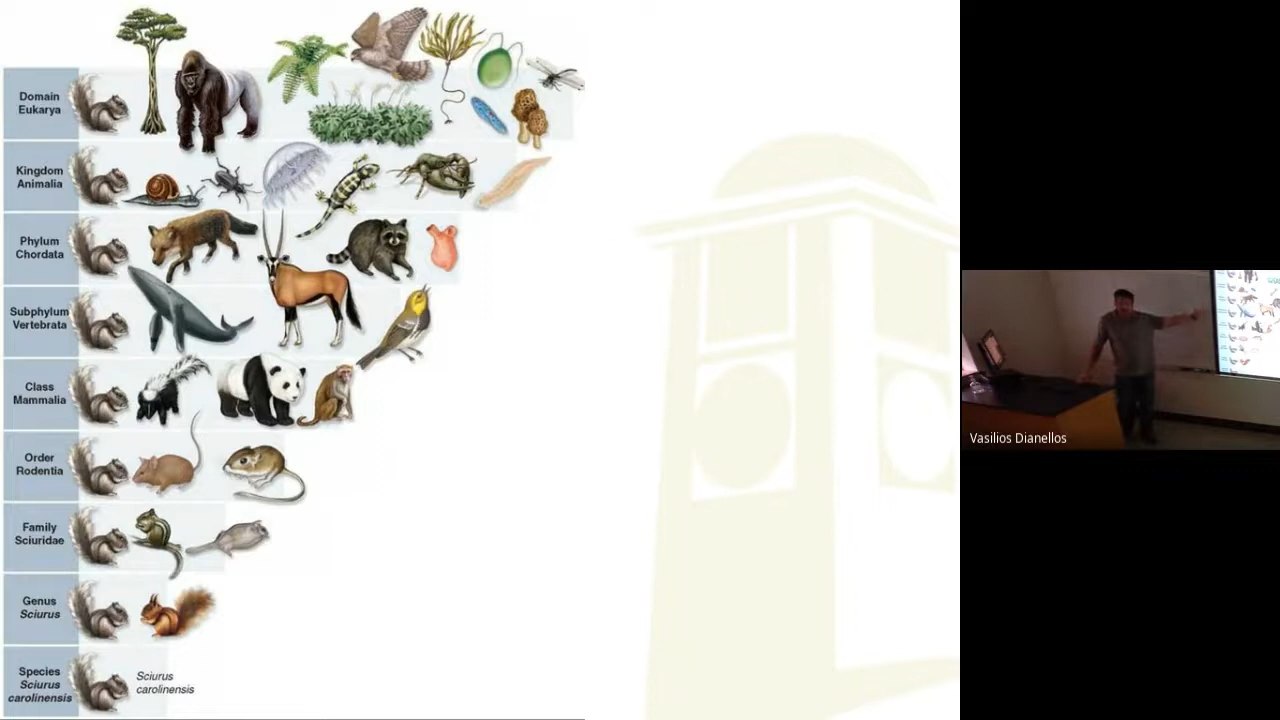 Domain
Eukarya
Kingdom
Animalia
Phylum
Chordata
Subphylum
Vertebrata
Class
Mammalia
Order
Rodentia
Family
Sciuridae
Genus
Sciurus
Species
Sciurus
carolinensis
Sciurus
carolinensis
Vasilios Dianellos